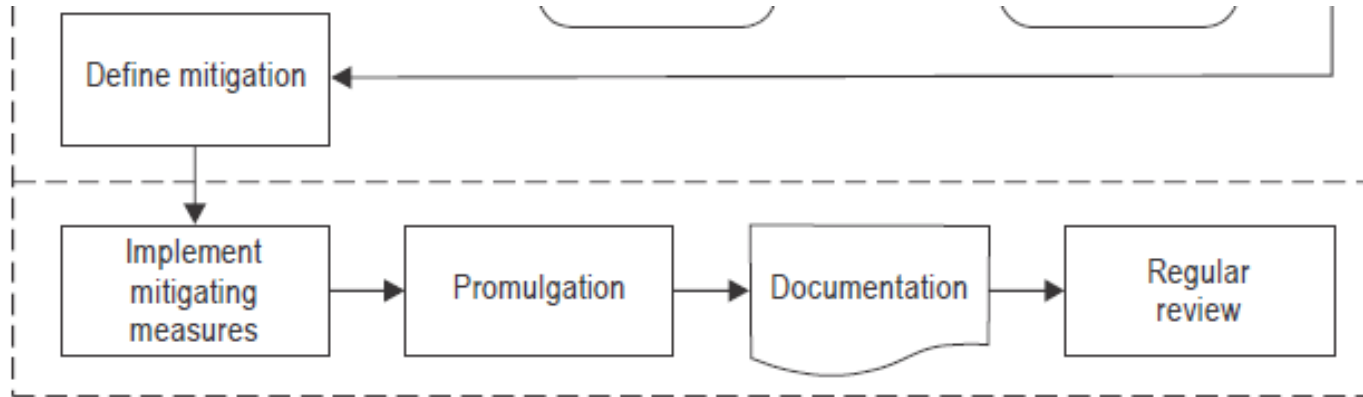 Define mitigation
Implement
mitigating
measures
Promulgation
Documentation
Regular
review